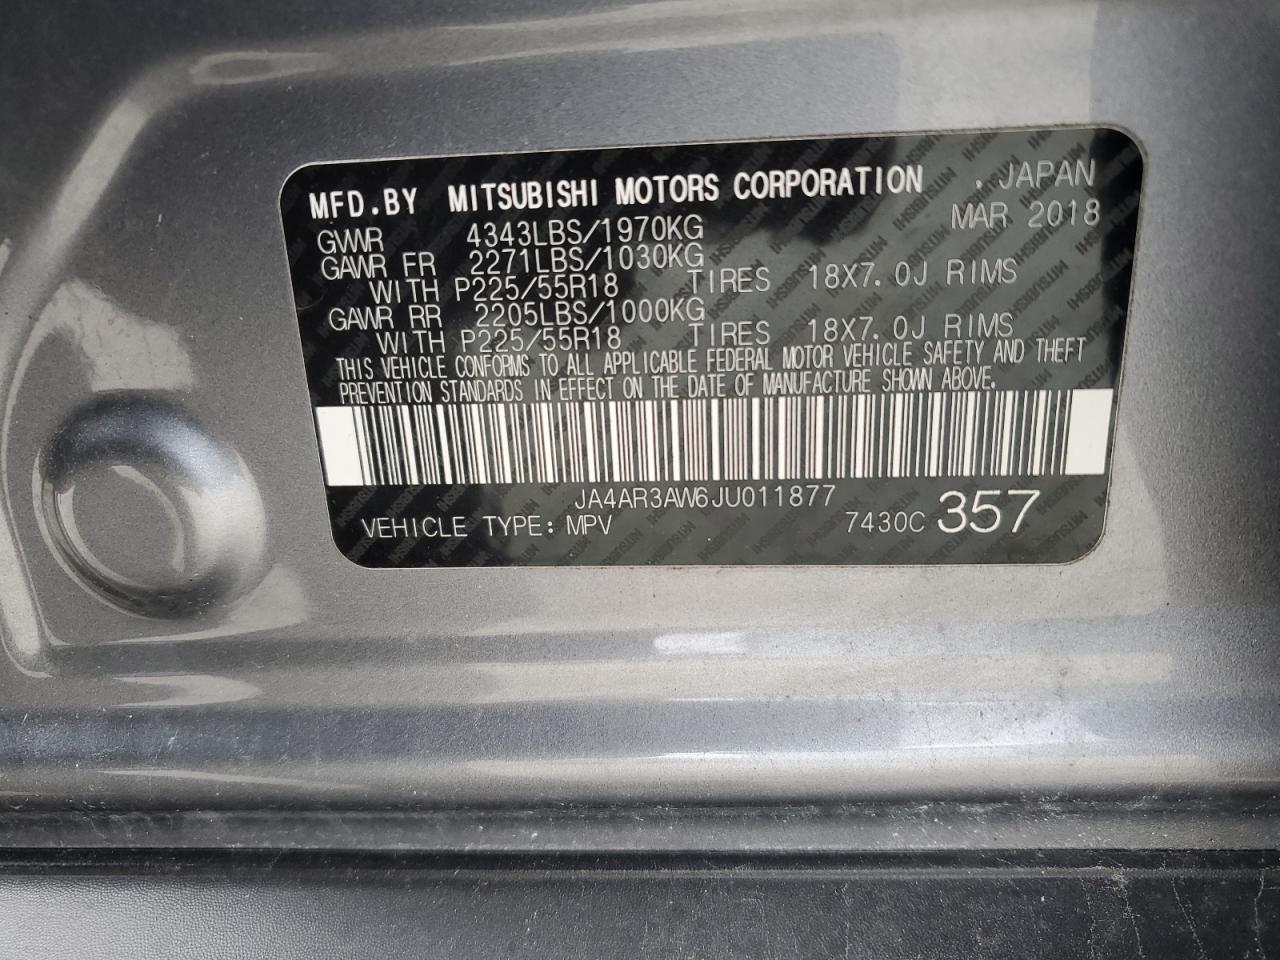 MFD.BY MITSUBISHI MOTORS CORPORATION . JAPAN
GVWR 4343LBS/1970KG MAR 2018
GAWR FR 2271LBS/1030KG
WITH P225/55R18 TIRES 18X7.0J RIMS
GAWR RR 2205LBS/1000KG
WITH P225/55R18 TIRES 18X7.0J RIMS
THIS VEHICLE CONFORMS TO ALL APPLICABLE FEDERAL MOTOR VEHICLE SAFETY AND THEFT
PREVENTION STANDARDS IN EFFECT ON THE DATE OF MANUFACTURE SHOWN ABOVE.
JA4AR3AW6JU011877
VEHICLE TYPE: MPV 7430C 357